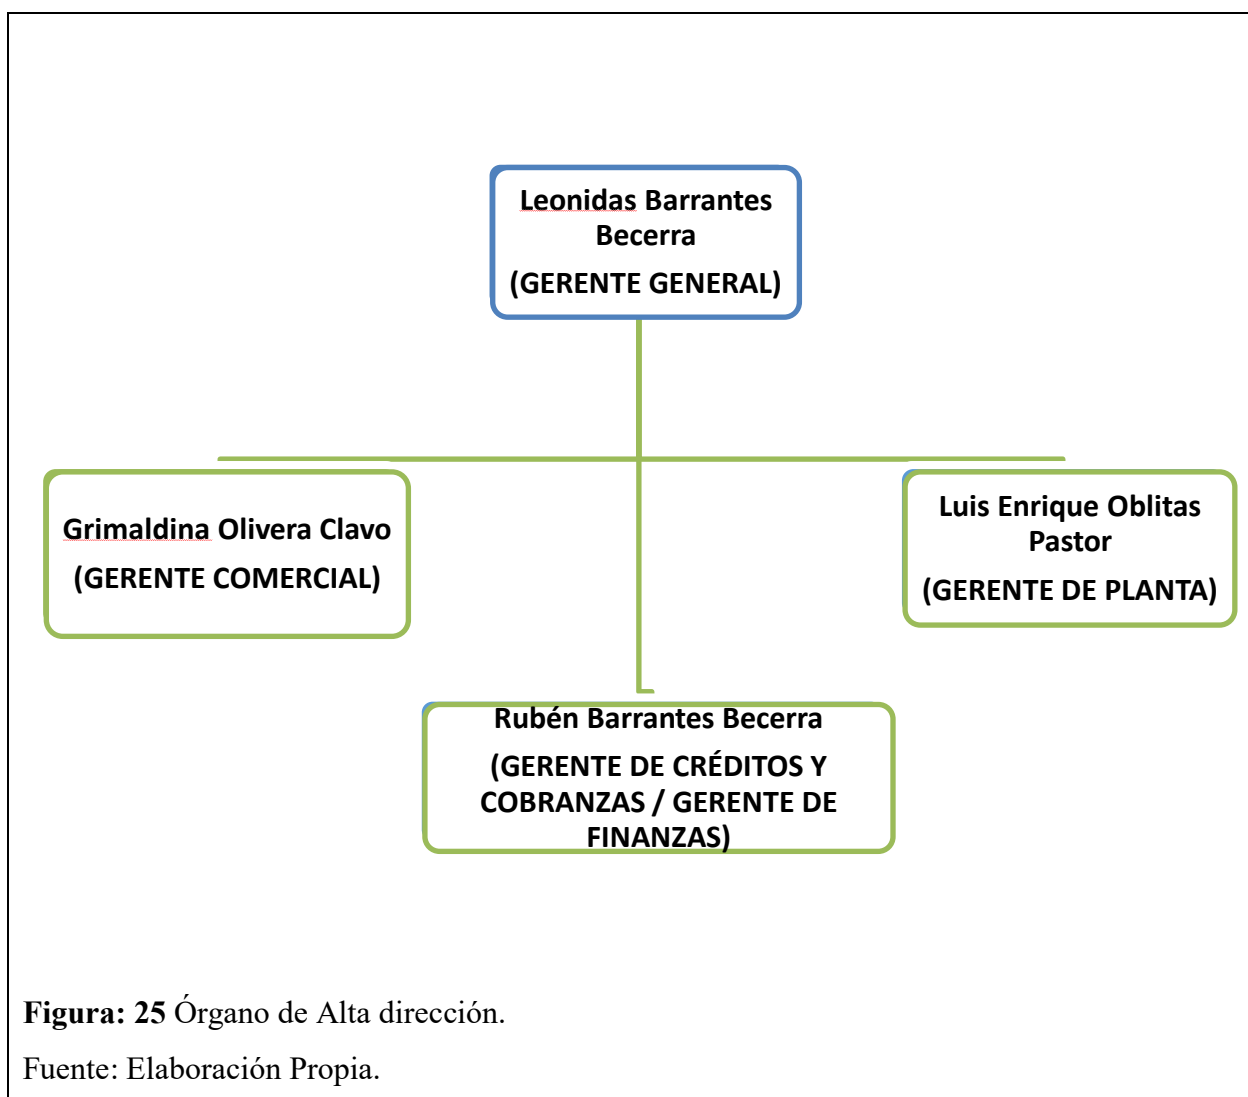 Leonidas Barrantes
Becerra
(GERENTE GENERAL)
Grimaldina Olivera Clavo
(GERENTE COMERCIAL)
Luis Enrique Oblitas
Pastor
(GERENTE DE PLANTA)
Rubén Barrantes Becerra
(GERENTE DE CRÉDITOS Y
COBRANZAS / GERENTE DE
FINANZAS)
Figura: 25 Órgano de Alta dirección.
Fuente: Elaboración Propia.